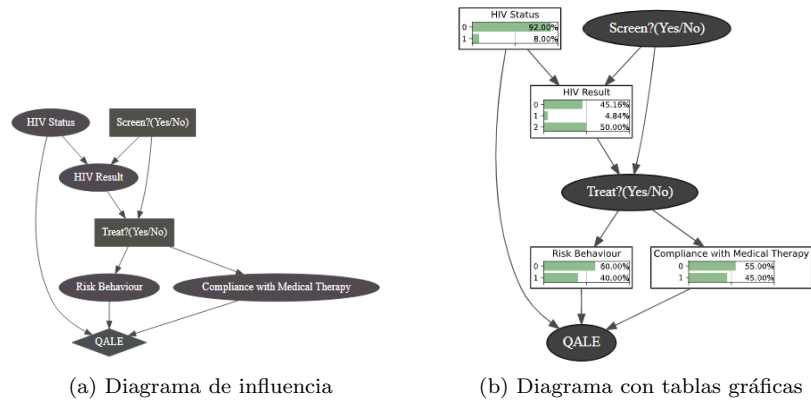 HIV Status
Screen?(Yes/No)
HIV Result
Treat?(Yes/No)
Risk Behaviour
Compliance with Medical Therapy
QALE
(a) Diagrama de influencia
HIV Status
0 92.00%
1 8.00%
Screen?(Yes/No)
HIV Result
0 45.16%
1 4.84%
2 50.00%
Treat?(Yes/No)
Risk Behaviour
0 60.00%
1 40.00%
Compliance with Medical Therapy
0 55.00%
1 45.00%
QALE
(b) Diagrama con tablas gráficas